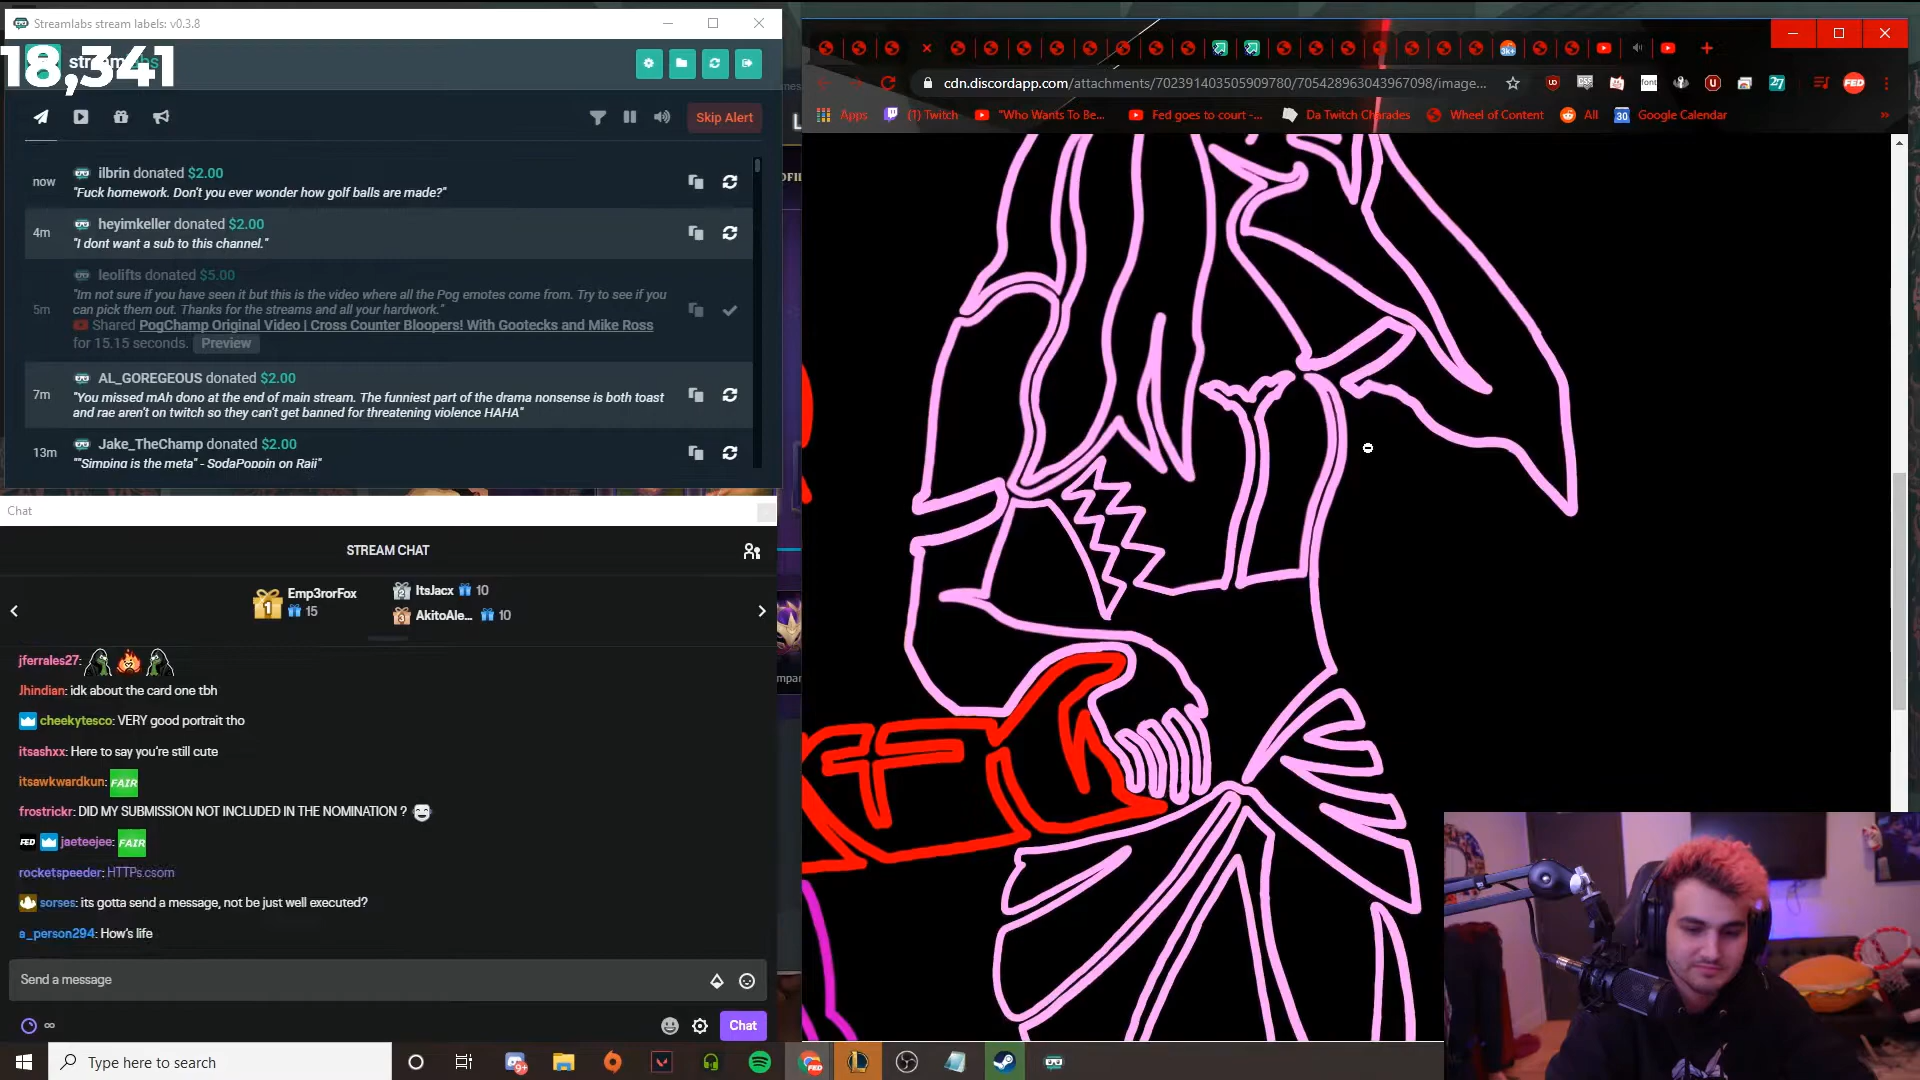 Streamlabs stream labels: v0.3.8
18,341
streamlabs
Skip Alert
now
ilbrin donated $2.00
"Fuck homework. Don't you ever wonder how golf balls are made?"
4m
heyimkeller donated $2.00
"I dont want a sub to this channel."
5m
leolifts donated $5.00
"Im not sure if you have seen it but this is the video where all the Pog emotes come from. Try to see if you
can pick them out. Thanks for the streams and all your hardwork."
Shared PogChamp Original Video | Cross Counter Bloopers! With Gootecks and Mike Ross
for 15.15 seconds. Preview
7m
AL_GOREGEOUS donated $2.00
"You missed mAh dono at the end of main stream. The funniest part of the drama nonsense is both toast
and rae aren't on twitch so they can't get banned for threatening violence HAHA"
13m
Jake_TheChamp donated $2.00
""Simping is the meta" - SodaPoppin on Raji"
Chat
STREAM CHAT
1
Emp3rorFox
15
2
ItsJacx 10
3
AkitoAle... 10
jferrales27:
Jhindian: idk about the card one tbh
cheekytesco: VERY good portrait tho
itsashxx: Here to say you're still cute
itsawkwardkun: FAIR
frostrickr: DID MY SUBMISSION NOT INCLUDED IN THE NOMINATION ?
FED jaeteejee: FAIR
rocketspeeder: HTTPs.csom
sorses: its gotta send a message, not be just well executed?
a_person294: How's life
Send a message
∞
Chat
Type here to search
9+
FED
3k+
cdn.discordapp.com/attachments/702391403505909780/705428963043967098/image...
27
FED
Apps
(1) Twitch
"Who Wants To Be...
Fed goes to court -...
Da Twitch Charades
Wheel of Content
All
30 Google Calendar
»